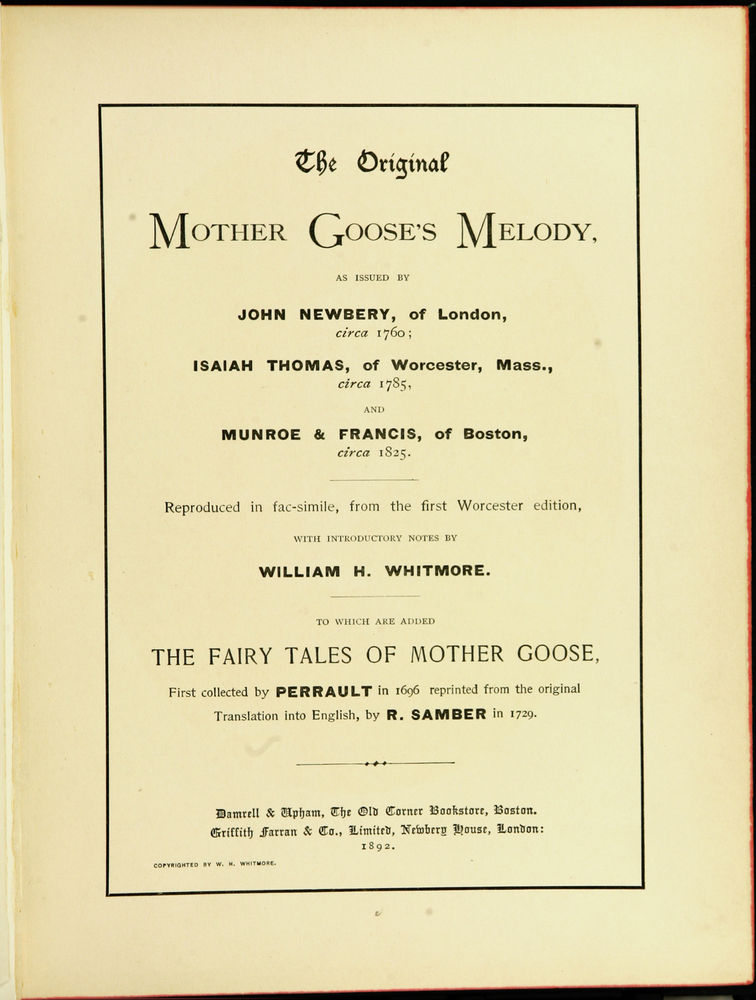 The Original
MOTHER GOOSE'S MELODY,
AS ISSUED BY
JOHN NEWBERY, of London,
circa 1760;
ISAIAH THOMAS, of Worcester, Mass.,
circa 1785,
AND
MUNROE & FRANCIS, of Boston,
circa 1825.
Reproduced in fac-simile, from the first Worcester edition,
WITH INTRODUCTORY NOTES BY
WILLIAM H. WHITMORE.
TO WHICH ARE ADDED
THE FAIRY TALES OF MOTHER GOOSE,
First collected by PERRAULT in 1696 reprinted from the original
Translation into English, by R. SAMBER in 1729.
Damrell & Upham, The Old Corner Bookstore, Boston.
Griffith Farran & Co., Limited, Newbery House, London:
1892.
COPYRIGHTED BY W. H. WHITMORE.